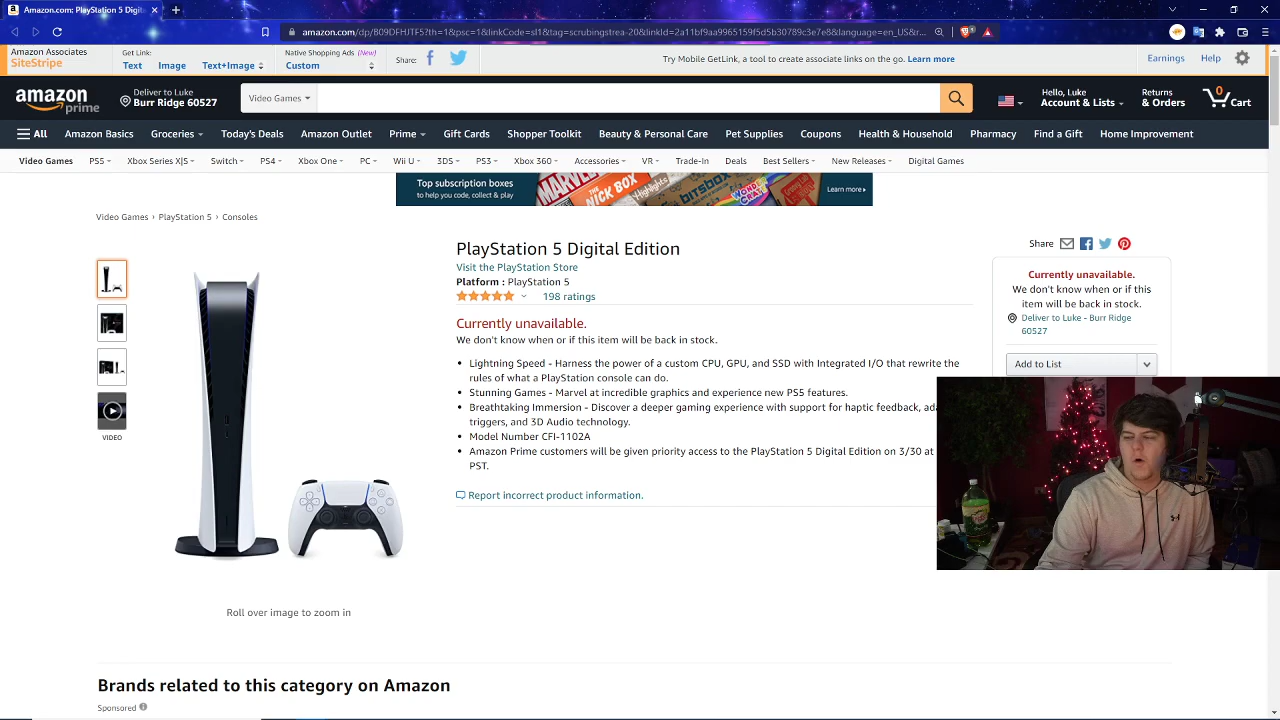 Amazon.com: PlayStation 5 Digit
amazon.com/dp/B09DFHJTF5?th=1&psc=1&linkCode=sl1&tag=scrubingstrea-20&linkId=2a11bf9aa9965159f5d5b30789c3e7e8&language=en_US&r...
Amazon Associates
SiteStripe
Get Link:
Text
Image
Text+Image
Native Shopping Ads (New)
Custom
Share:
Try Mobile GetLink, a tool to create associate links on the go. Learn more
Earnings
Help
amazon prime
Deliver to Luke
Burr Ridge 60527
Video Games
Hello, Luke
Account & Lists
Returns
& Orders
0
Cart
All
Amazon Basics
Groceries
Today's Deals
Amazon Outlet
Prime
Gift Cards
Shopper Toolkit
Beauty & Personal Care
Pet Supplies
Coupons
Health & Household
Pharmacy
Find a Gift
Home Improvement
Video Games
PS5
Xbox Series X|S
Switch
PS4
Xbox One
PC
Wii U
3DS
PS3
Xbox 360
Accessories
VR
Trade-In
Deals
Best Sellers
New Releases
Digital Games
Top subscription boxes
to help you code, collect & play
MARVEL
THE NICK BOX
Highlights
bitsbox
WONDER CRATE
Learn more
Video Games › PlayStation 5 › Consoles
PlayStation 5 Digital Edition
Visit the PlayStation Store
Platform : PlayStation 5
198 ratings
Currently unavailable.
We don't know when or if this item will be back in stock.
Lightning Speed - Harness the power of a custom CPU, GPU, and SSD with Integrated I/O that rewrite the
rules of what a PlayStation console can do.
Stunning Games - Marvel at incredible graphics and experience new PS5 features.
Breathtaking Immersion - Discover a deeper gaming experience with support for haptic feedback, ada
triggers, and 3D Audio technology.
Model Number CFI-1102A
Amazon Prime customers will be given priority access to the PlayStation 5 Digital Edition on 3/30 at
PST.
Report incorrect product information.
Share
Currently unavailable.
We don't know when or if this
item will be back in stock.
Deliver to Luke - Burr Ridge
60527
Add to List
VIDEO
Roll over image to zoom in
Brands related to this category on Amazon
Sponsored